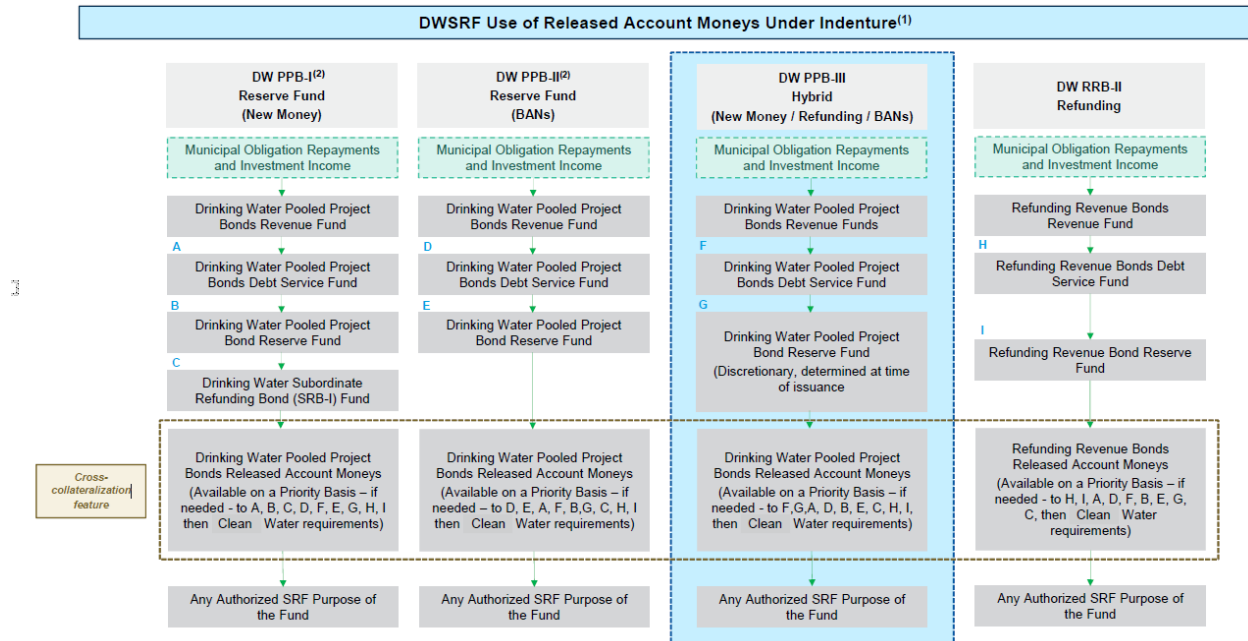 DWSRF Use of Released Account Moneys Under Indenture(1)
DW PPB-I(2)
Reserve Fund
(New Money)
Municipal Obligation Repayments
and Investment Income
Drinking Water Pooled Project
Bonds Revenue Fund
A
Drinking Water Pooled Project
Bonds Debt Service Fund
B
Drinking Water Pooled Project
Bond Reserve Fund
C
Drinking Water Subordinate
Refunding Bond (SRB-I) Fund
Drinking Water Pooled Project
Bonds Released Account Moneys
(Available on a Priority Basis – if
needed - to A, B, C, D, F, E, G, H, I
then Clean Water requirements)
Any Authorized SRF Purpose of
the Fund
DW PPB-II(2)
Reserve Fund
(BANs)
Municipal Obligation Repayments
and Investment Income
Drinking Water Pooled Project
Bonds Revenue Fund
D
Drinking Water Pooled Project
Bonds Debt Service Fund
E
Drinking Water Pooled Project
Bond Reserve Fund
Drinking Water Pooled Project
Bonds Released Account Moneys
(Available on a Priority Basis – if
needed – to D, E, A, F, B,G, C, H, I
then Clean Water requirements)
Any Authorized SRF Purpose of
the Fund
DW PPB-III
Hybrid
(New Money / Refunding / BANs)
Municipal Obligation Repayments
and Investment Income
Drinking Water Pooled Project
Bonds Revenue Funds
F
Drinking Water Pooled Project
Bonds Debt Service Fund
G
Drinking Water Pooled Project
Bond Reserve Fund
(Discretionary, determined at time
of issuance
Drinking Water Pooled Project
Bonds Released Account Moneys
(Available on a Priority Basis – if
needed - to F,G,A, D, B, E, C, H, I,
then Clean Water requirements)
Any Authorized SRF Purpose of
the Fund
DW RRB-II
Refunding
Municipal Obligation Repayments
and Investment Income
Refunding Revenue Bonds
Revenue Fund
H
Refunding Revenue Bonds Debt
Service Fund
I
Refunding Revenue Bond Reserve
Fund
Refunding Revenue Bonds
Released Account Moneys
(Available on a Priority Basis – if
needed - to H, I, A, D, F, B, E, G,
C, then Clean Water
requirements)
Any Authorized SRF Purpose of
the Fund
Cross-
collateralization
feature